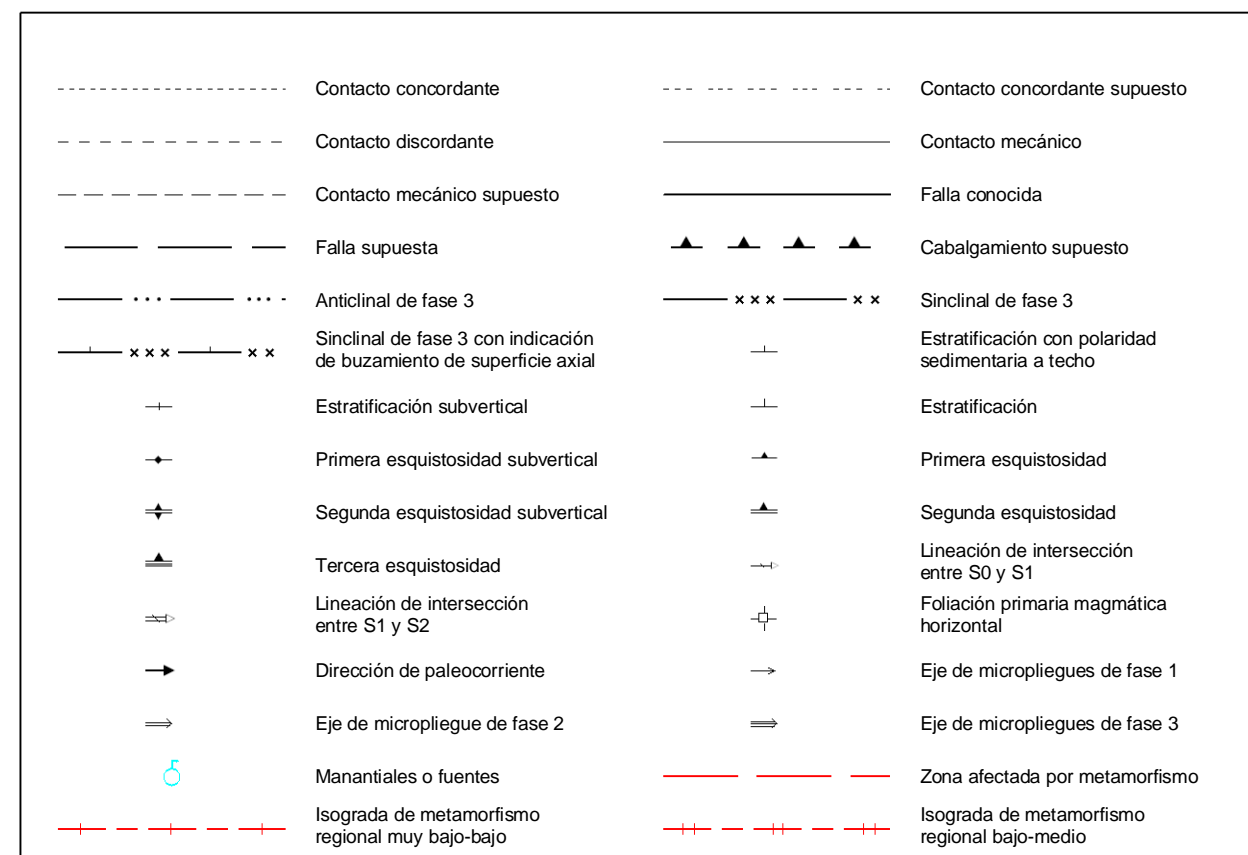 Contacto concordante
Contacto concordante supuesto
Contacto discordante
Contacto mecánico
Contacto mecánico supuesto
Falla conocida
Falla supuesta
Cabalgamiento supuesto
Anticlinal de fase 3
Sinclinal de fase 3
Sinclinal de fase 3 con indicación
de buzamiento de superficie axial
Estratificación con polaridad
sedimentaria a techo
Estratificación subvertical
Estratificación
Primera esquistosidad subvertical
Primera esquistosidad
Segunda esquistosidad subvertical
Segunda esquistosidad
Tercera esquistosidad
Lineación de intersección
entre S0 y S1
Lineación de intersección
entre S1 y S2
Foliación primaria magmática
horizontal
Dirección de paleocorriente
Eje de micropliegues de fase 1
Eje de micropliegue de fase 2
Eje de micropliegues de fase 3
Manantiales o fuentes
Zona afectada por metamorfismo
Isograda de metamorfismo
regional muy bajo-bajo
Isograda de metamorfismo
regional bajo-medio